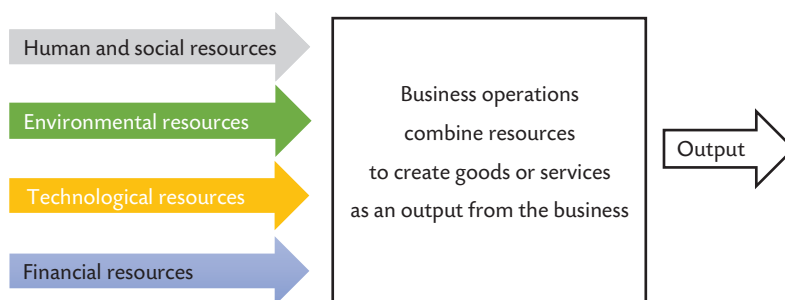 Human and social resources
Environmental resources
Technological resources
Financial resources
Business operations
combine resources
to create goods or services
as an output from the business
Output